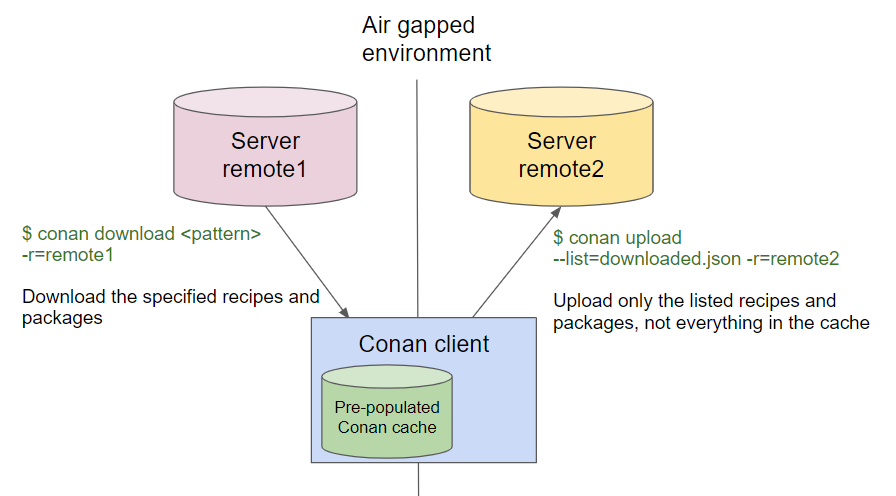 Air gapped
environment
Server
remote1
Server
remote2
$ conan download <pattern>
-r=remote1
Download the specified recipes and
packages
$ conan upload
--list=downloaded.json -r=remote2
Upload only the listed recipes and
packages, not everything in the cache
Conan client
Pre-populated
Conan cache